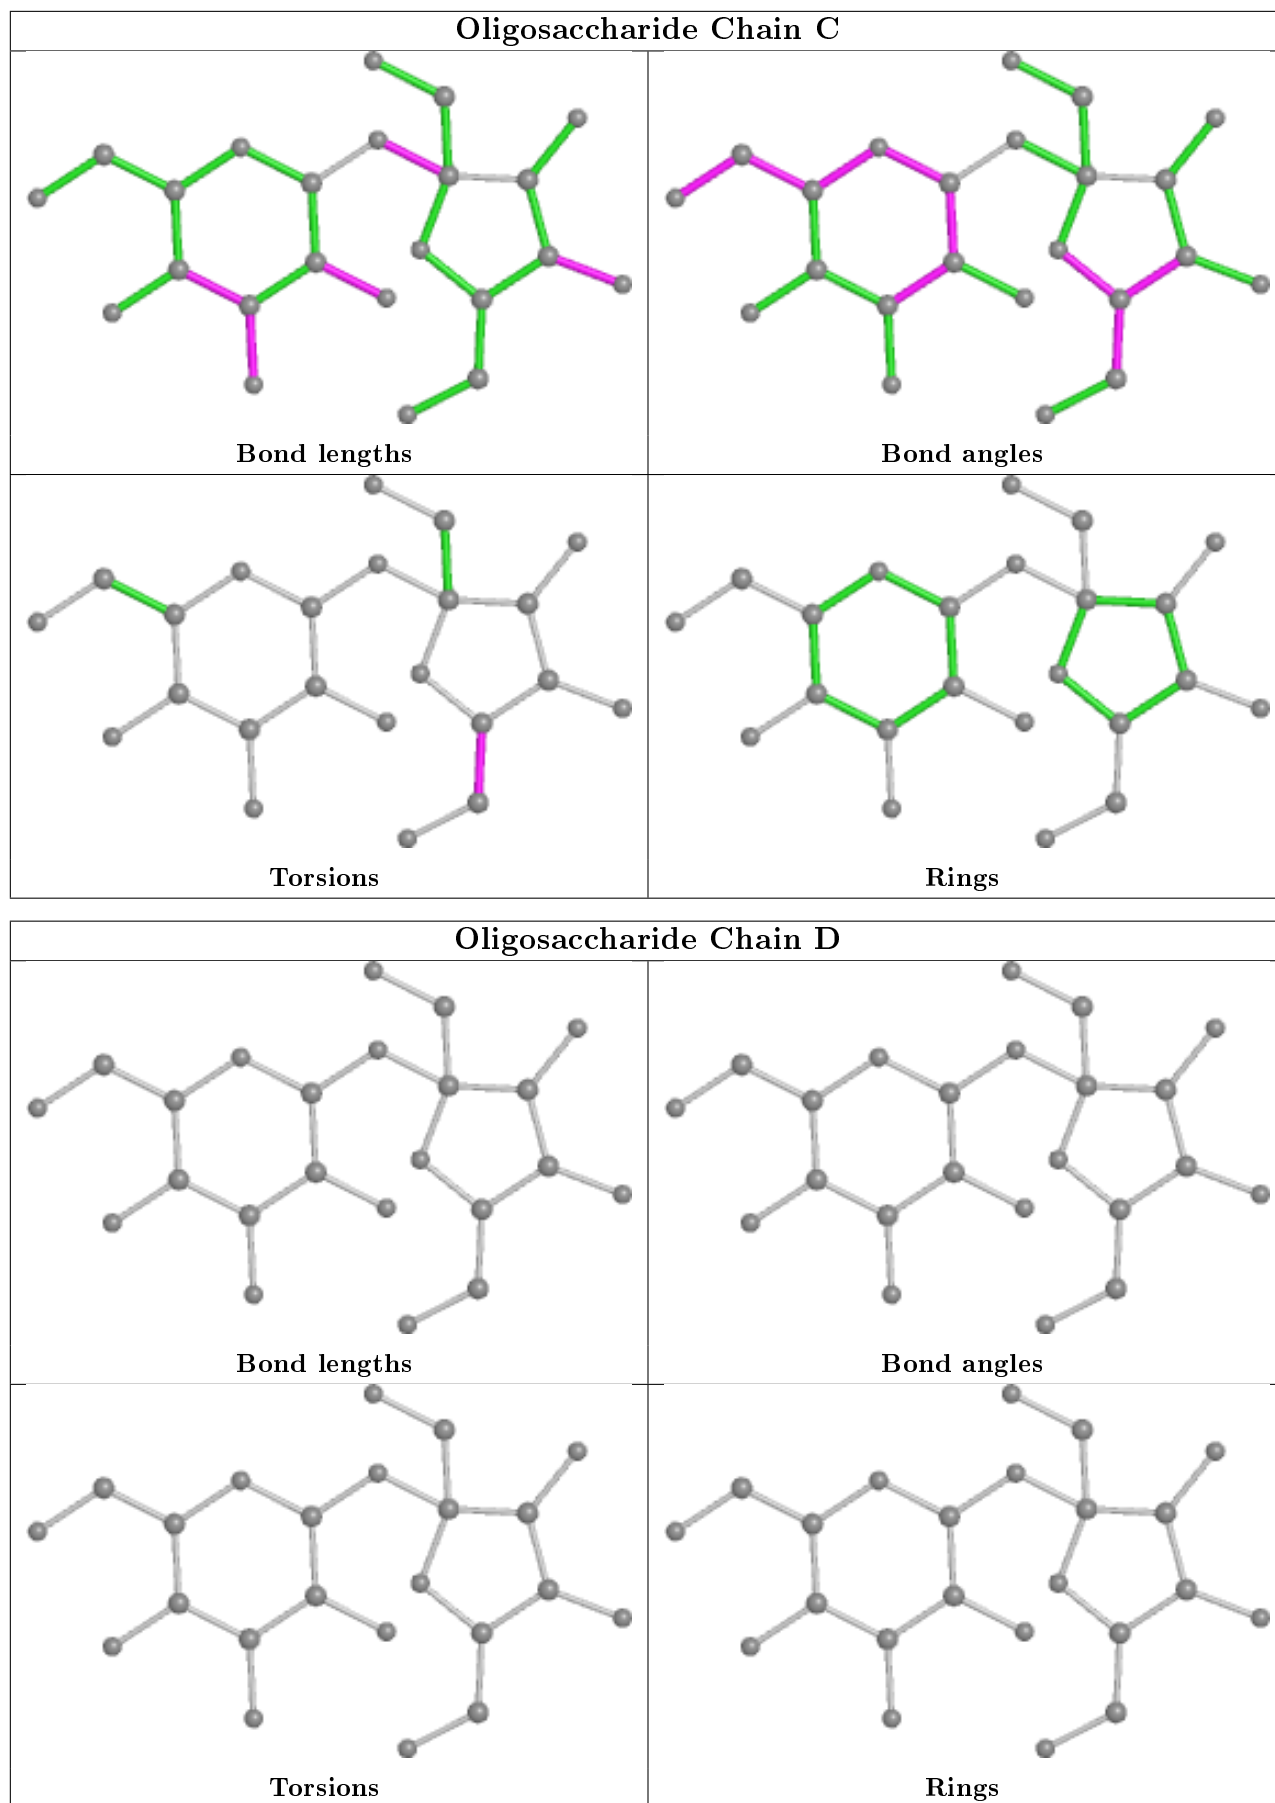 Oligosaccharide Chain C
Bond lengths
Bond angles
Torsions
Rings
Oligosaccharide Chain D
Bond lengths
Bond angles
Torsions
Rings